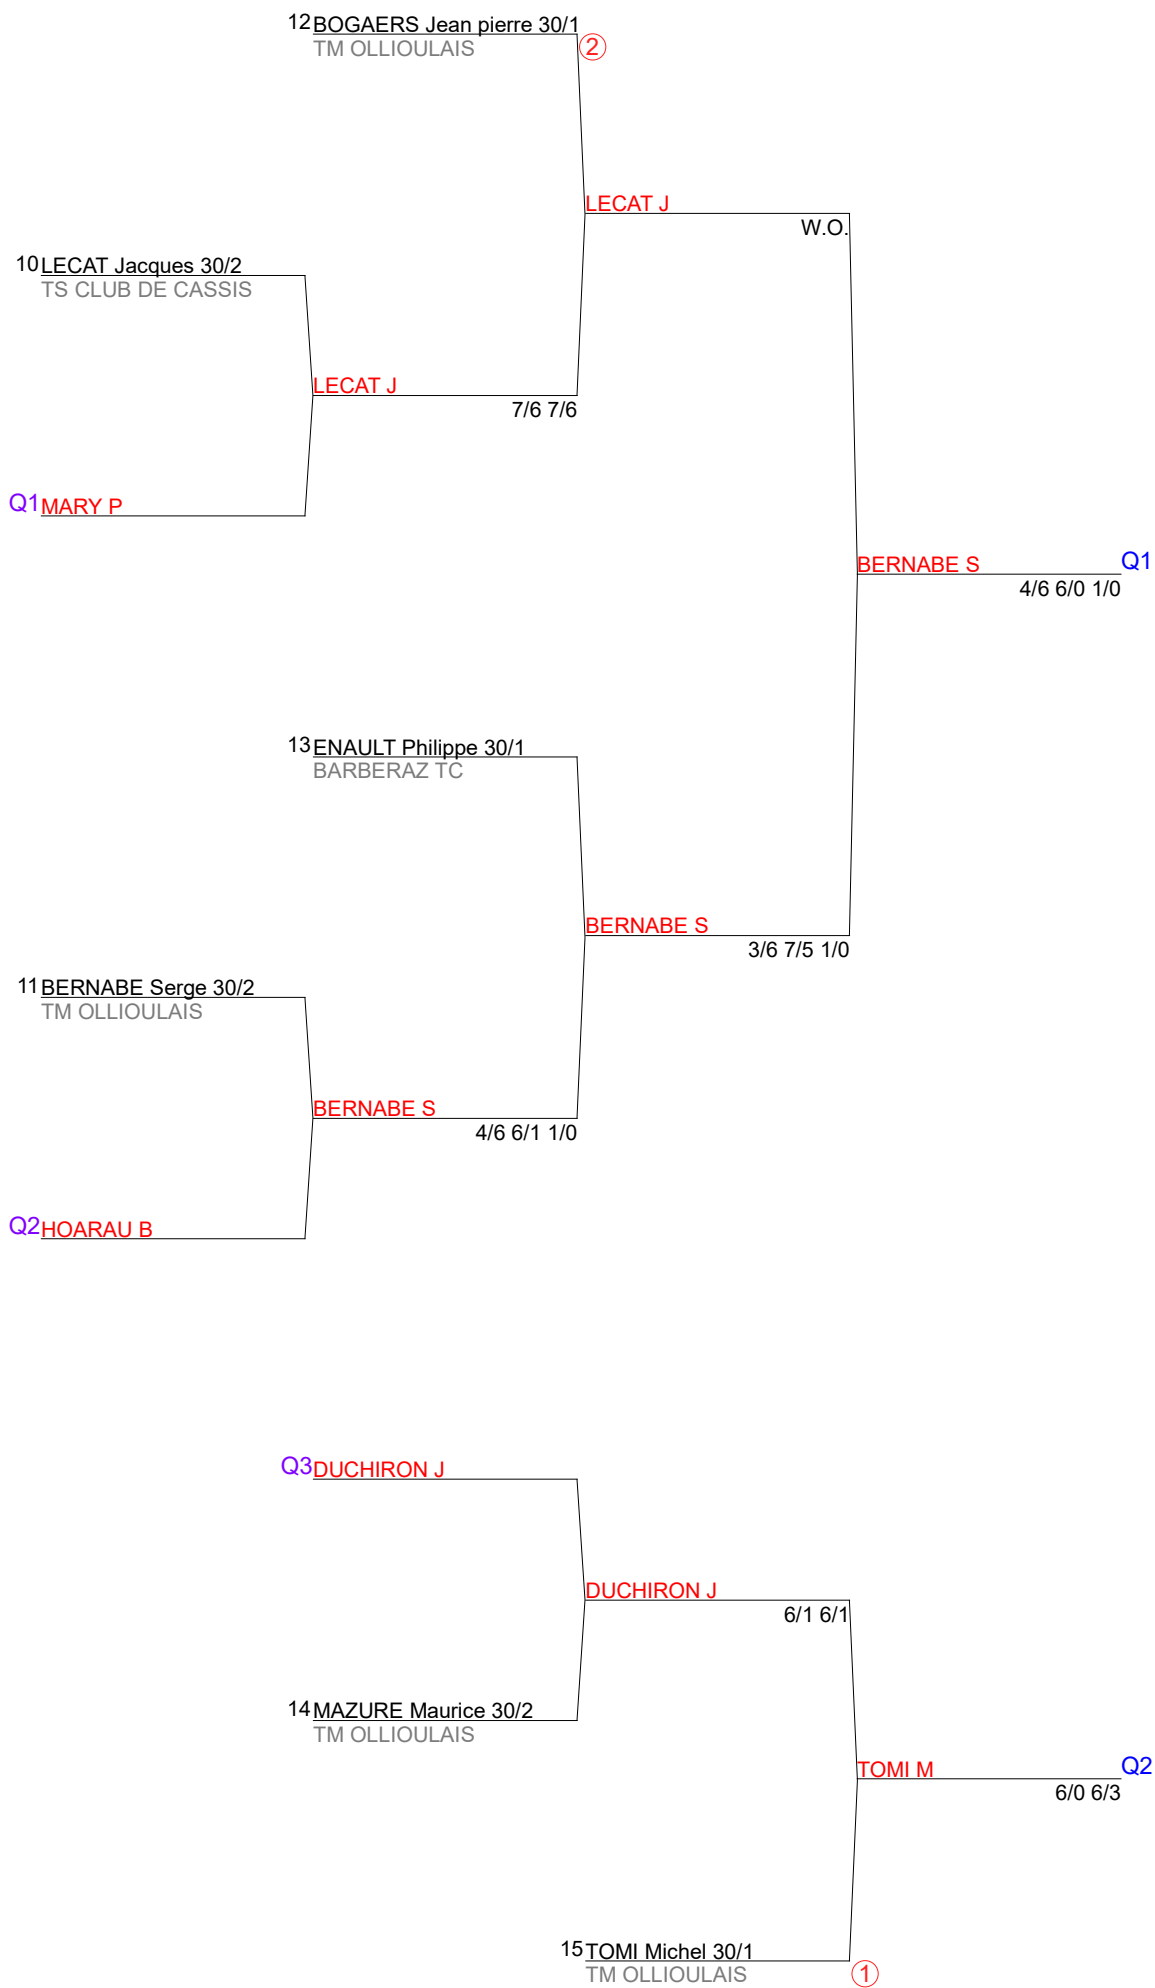 12 BOGAERS Jean pierre 30/1
TM OLLIOULAIS
2
LECAT J
W.O.
10 LECAT Jacques 30/2
TS CLUB DE CASSIS
LECAT J
7/6 7/6
Q1 MARY P
BERNABE S Q1
4/6 6/0 1/0
13 ENAULT Philippe 30/1
BARBERAZ TC
BERNABE S
3/6 7/5 1/0
11 BERNABE Serge 30/2
TM OLLIOULAIS
BERNABE S
4/6 6/1 1/0
Q2 HOARAU B
Q3 DUCHIRON J
DUCHIRON J
6/1 6/1
14 MAZURE Maurice 30/2
TM OLLIOULAIS
TOMI M Q2
6/0 6/3
15 TOMI Michel 30/1
TM OLLIOULAIS
1